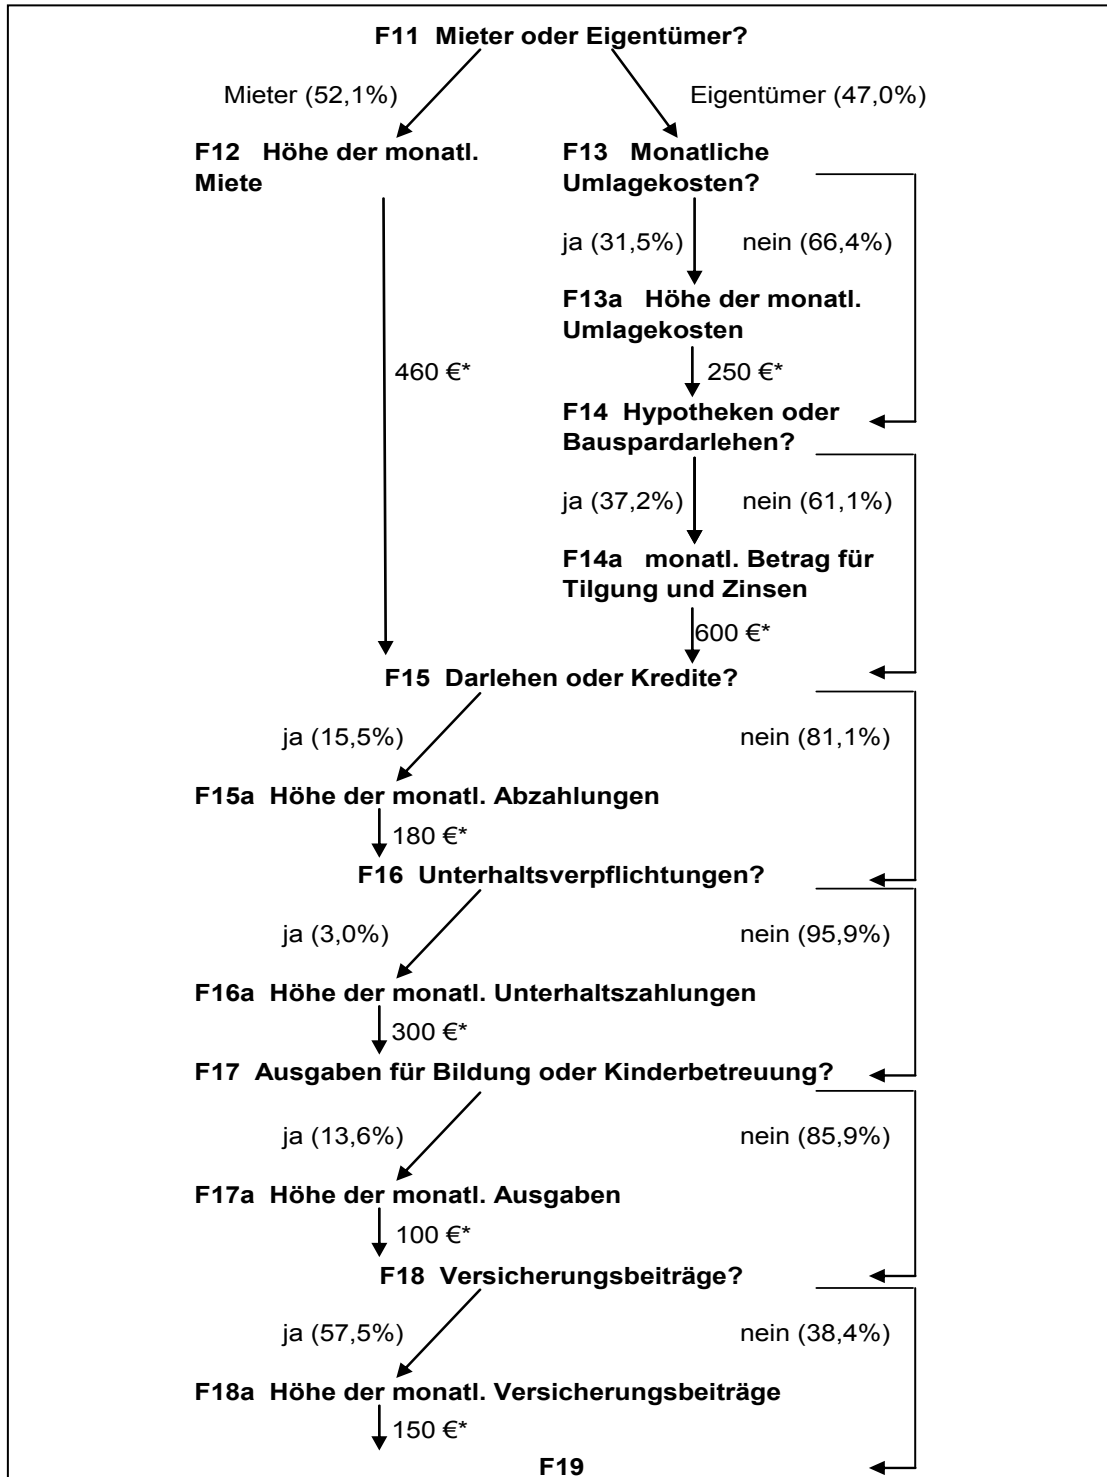 F11 Mieter oder Eigentümer?
Mieter (52,1%)
Eigentümer (47,0%)
F12 Höhe der monatl.
Miete
F13 Monatliche
Umlagekosten?
ja (31,5%)
nein (66,4%)
F13a Höhe der monatl.
Umlagekosten
460 €*
250 €*
F14 Hypotheken oder
Bauspardarlehen?
ja (37,2%)
nein (61,1%)
F14a monatl. Betrag für
Tilgung und Zinsen
600 €*
F15 Darlehen oder Kredite?
ja (15,5%)
nein (81,1%)
F15a Höhe der monatl. Abzahlungen
180 €*
F16 Unterhaltsverpflichtungen?
ja (3,0%)
nein (95,9%)
F16a Höhe der monatl. Unterhaltszahlungen
300 €*
F17 Ausgaben für Bildung oder Kinderbetreuung?
ja (13,6%)
nein (85,9%)
F17a Höhe der monatl. Ausgaben
100 €*
F18 Versicherungsbeiträge?
ja (57,5%)
nein (38,4%)
F18a Höhe der monatl. Versicherungsbeiträge
150 €*
F19